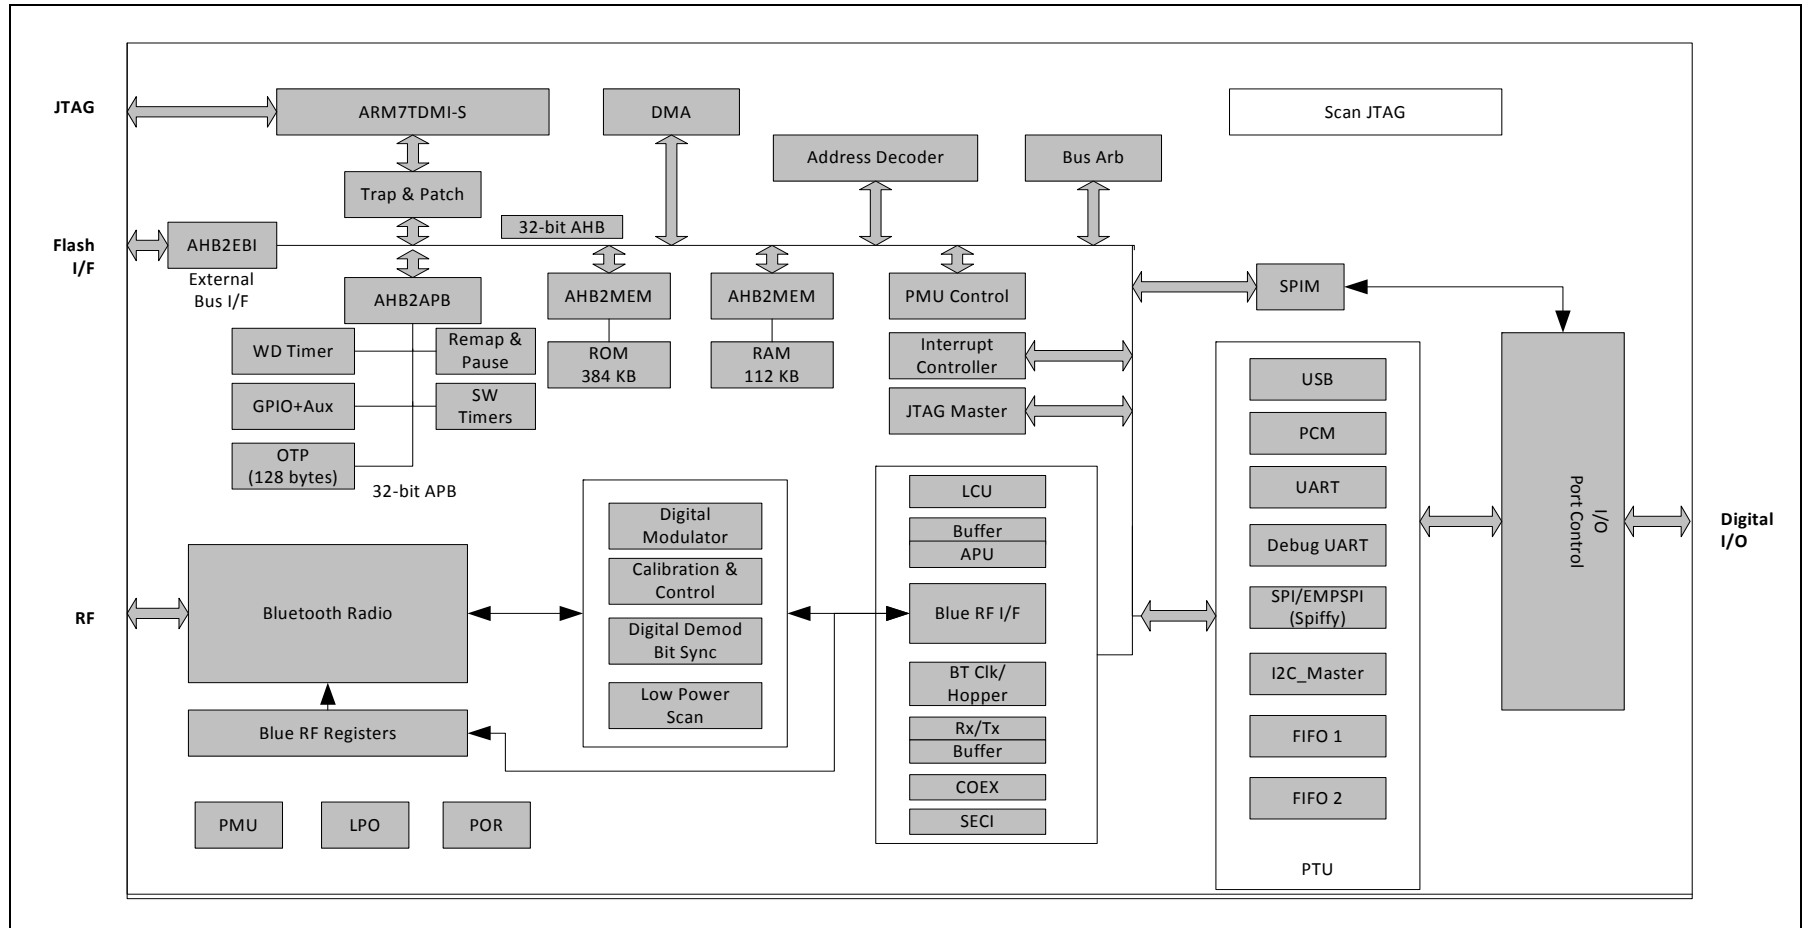 JTAG
ARM7TDMI-S
DMA
Scan JTAG
Address Decoder
Bus Arb
Trap & Patch
32-bit AHB
Flash
I/F
AHB2EBI
External
Bus I/F
AHB2APB
AHB2MEM
AHB2MEM
PMU Control
SPIM
WD Timer
Remap &
Pause
ROM
384 KB
RAM
112 KB
Interrupt
Controller
GPIO+Aux
SW
Timers
JTAG Master
OTP
(128 bytes)
32-bit APB
USB
PCM
UART
Debug UART
SPI/EMPSPI
(Spiffy)
I2C_Master
FIFO 1
FIFO 2
PTU
I/O
Port Control
Digital
I/O
LCU
Buffer
APU
Blue RF I/F
BT Clk/
Hopper
Rx/Tx
Buffer
COEX
SECI
Digital
Modulator
Calibration &
Control
Digital Demod
Bit Sync
Low Power
Scan
RF
Bluetooth Radio
Blue RF Registers
PMU
LPO
POR